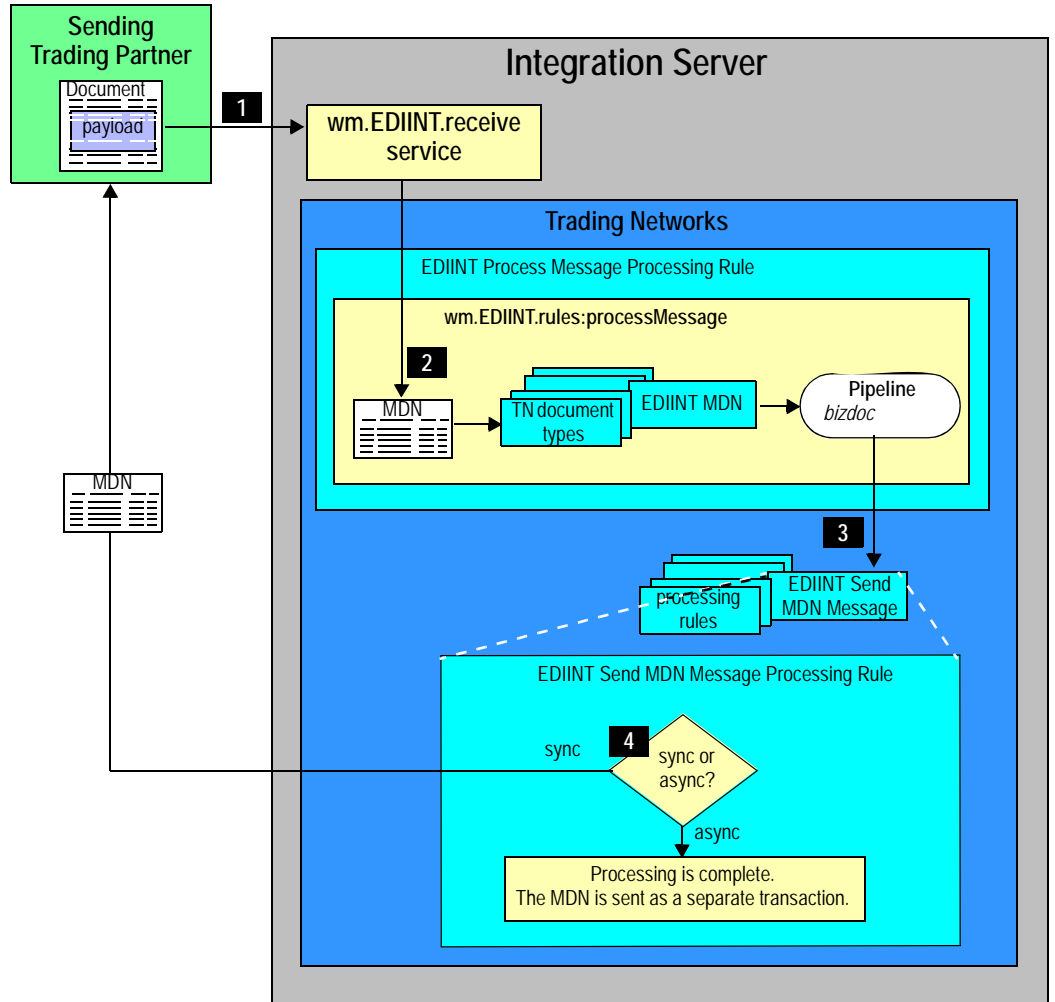 Sending
Trading Partner
Document
payload
1
Integration Server
wm.EDIINT.receive
service
Trading Networks
EDIINT Process Message Processing Rule
wm.EDIINT.rules:processMessage
2
MDN
TN document
types
EDIINT MDN
Pipeline
bizdoc
MDN
3
processing
rules
EDIINT Send
MDN Message
EDIINT Send MDN Message Processing Rule
sync
4
sync or
async?
async
Processing is complete.
The MDN is sent as a separate transaction.